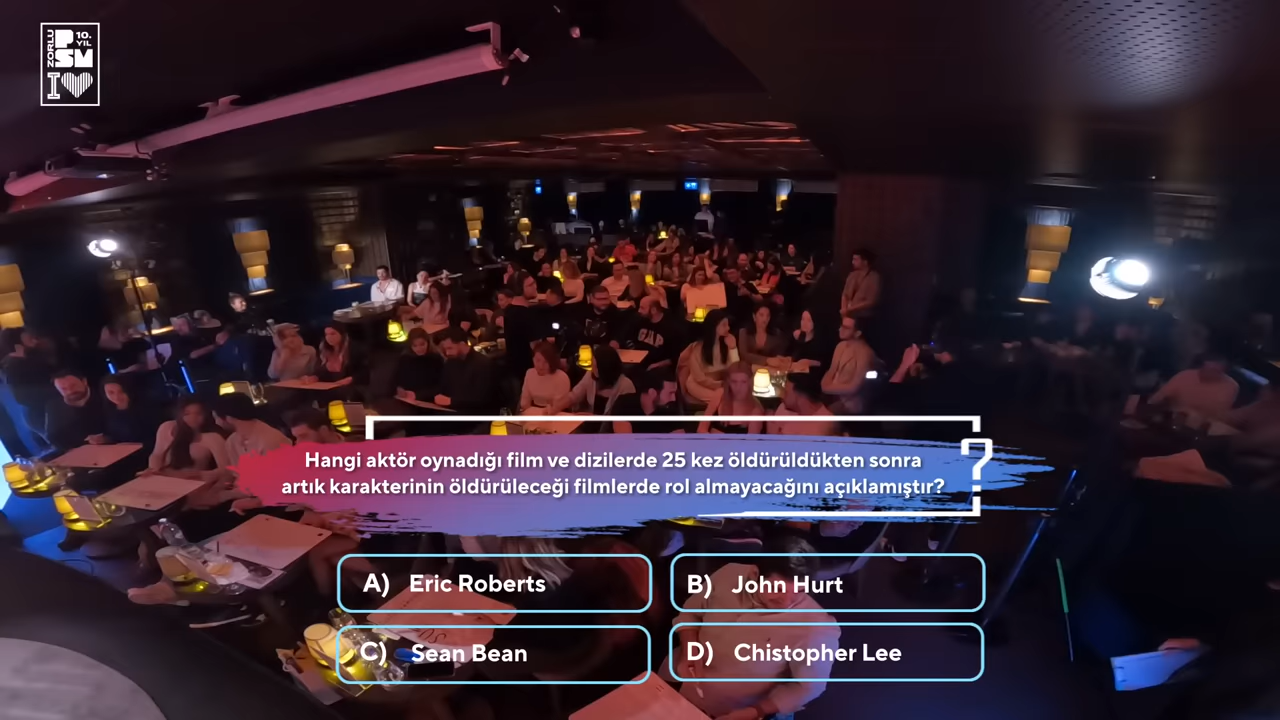 ZORLU
PSM
10.
YIL
I
Hangi aktör oynadığı film ve dizilerde 25 kez öldürüldükten sonra
artık karakterinin öldürüleceği filmlerde rol almayacağını açıklamıştır?
?
A) Eric Roberts
B) John Hurt
C) Sean Bean
D) Chistopher Lee
GAP